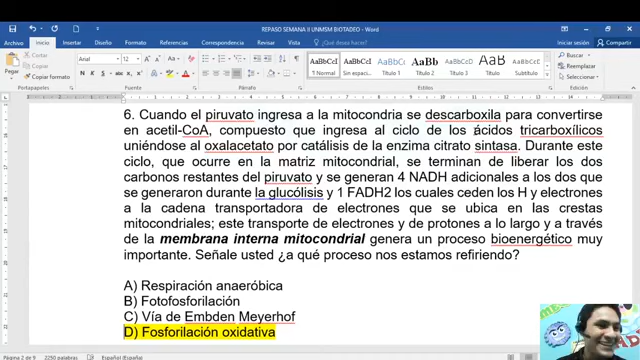 REPASO SEMANA II UNMSM BIOTADEO - Word
Archivo Inicio Insertar Diseño Formato Referencias Correspondencia Revisar Vista ¿Qué desea hacer? Iniciar sesión Compartir
Cortar
Copiar
Pegar
Copiar formato
Portapapeles
Arial 12
Fuente
Párrafo
AaBbCcI AaBbCcI AaBbC AaBb AaBbC AaBbCcI AaB AaBbCcD
1 Normal Sin espacio... Título 1 Título 2 Título 3 Título 4 Título Subtítulo
Estilos
Buscar
Reemplazar
Seleccionar
Edición
6. Cuando el piruvato ingresa a la mitocondria se descarboxila para convertirse
en acetil-CoA, compuesto que ingresa al ciclo de los ácidos tricarboxílicos
uniéndose al oxalacetato por catálisis de la enzima citrato sintasa. Durante este
ciclo, que ocurre en la matriz mitocondrial, se terminan de liberar los dos
carbonos restantes del piruvato y se generan 4 NADH adicionales a los dos que
se generaron durante la glucólisis y 1 FADH2 los cuales ceden los H y electrones
a la cadena transportadora de electrones que se ubica en las crestas
mitocondriales; este transporte de electrones y de protones a lo largo y a través
de la membrana interna mitocondrial genera un proceso bioenergético muy
importante. Señale usted ¿a qué proceso nos estamos refiriendo?
A) Respiración anaeróbica
B) Fotofosforilación
C) Vía de Embden Meyerhof
D) Fosforilación oxidativa
Página 2 de 9 2250 palabras